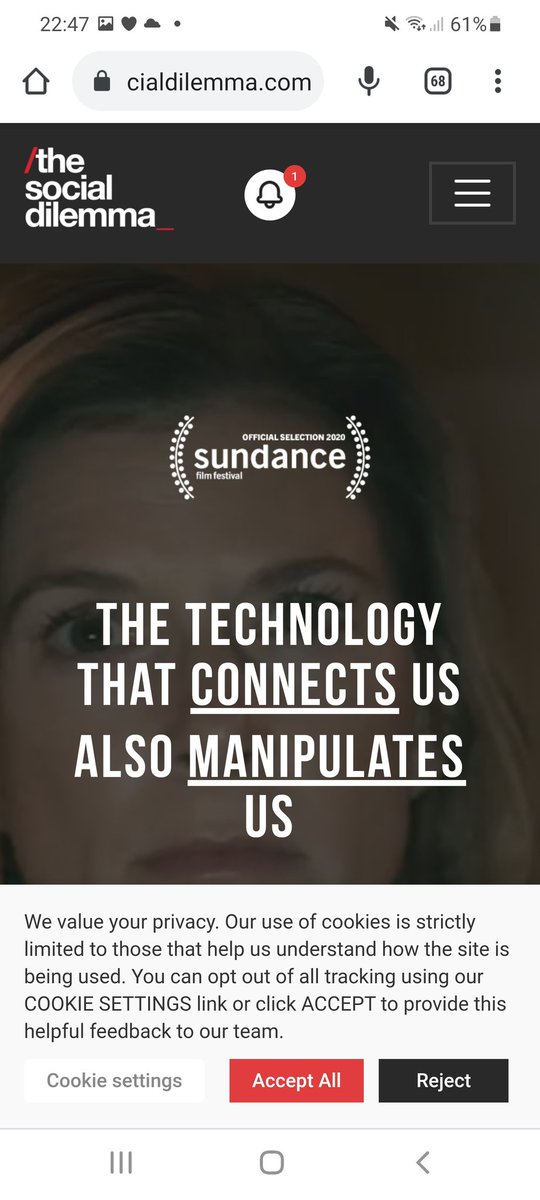 22:47
61%
cialdilemma.com
68
/the
social
dilemma_
1
OFFICIAL SELECTION 2020
sundance
film festival
THE TECHNOLOGY
THAT CONNECTS US
ALSO MANIPULATES
US
We value your privacy. Our use of cookies is strictly
limited to those that help us understand how the site is
being used. You can opt out of all tracking using our
COOKIE SETTINGS link or click ACCEPT to provide this
helpful feedback to our team.
Cookie settings
Accept All
Reject